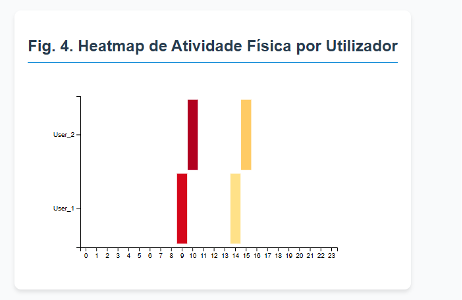 Fig. 4. Heatmap de Atividade Física por Utilizador
User_2
User_1
0 1 2 3 4 5 6 7 8 9 10 11 12 13 14 15 16 17 18 19 20 21 22 23